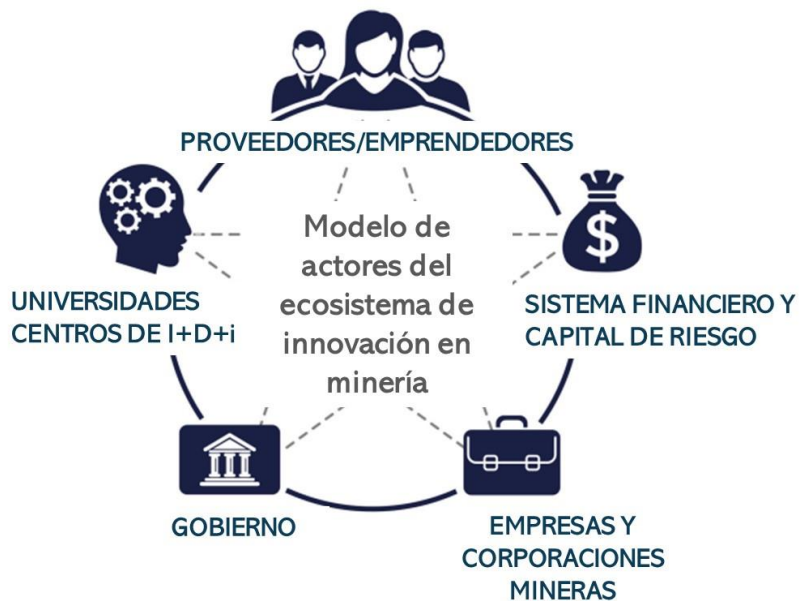 PROVEEDORES/EMPRENDEDORES
Modelo de
actores del
ecosistema de
innovación en
minería
$
UNIVERSIDADES
CENTROS DE I+D+i
SISTEMA FINANCIERO Y
CAPITAL DE RIESGO
GOBIERNO
EMPRESAS Y
CORPORACIONES
MINERAS